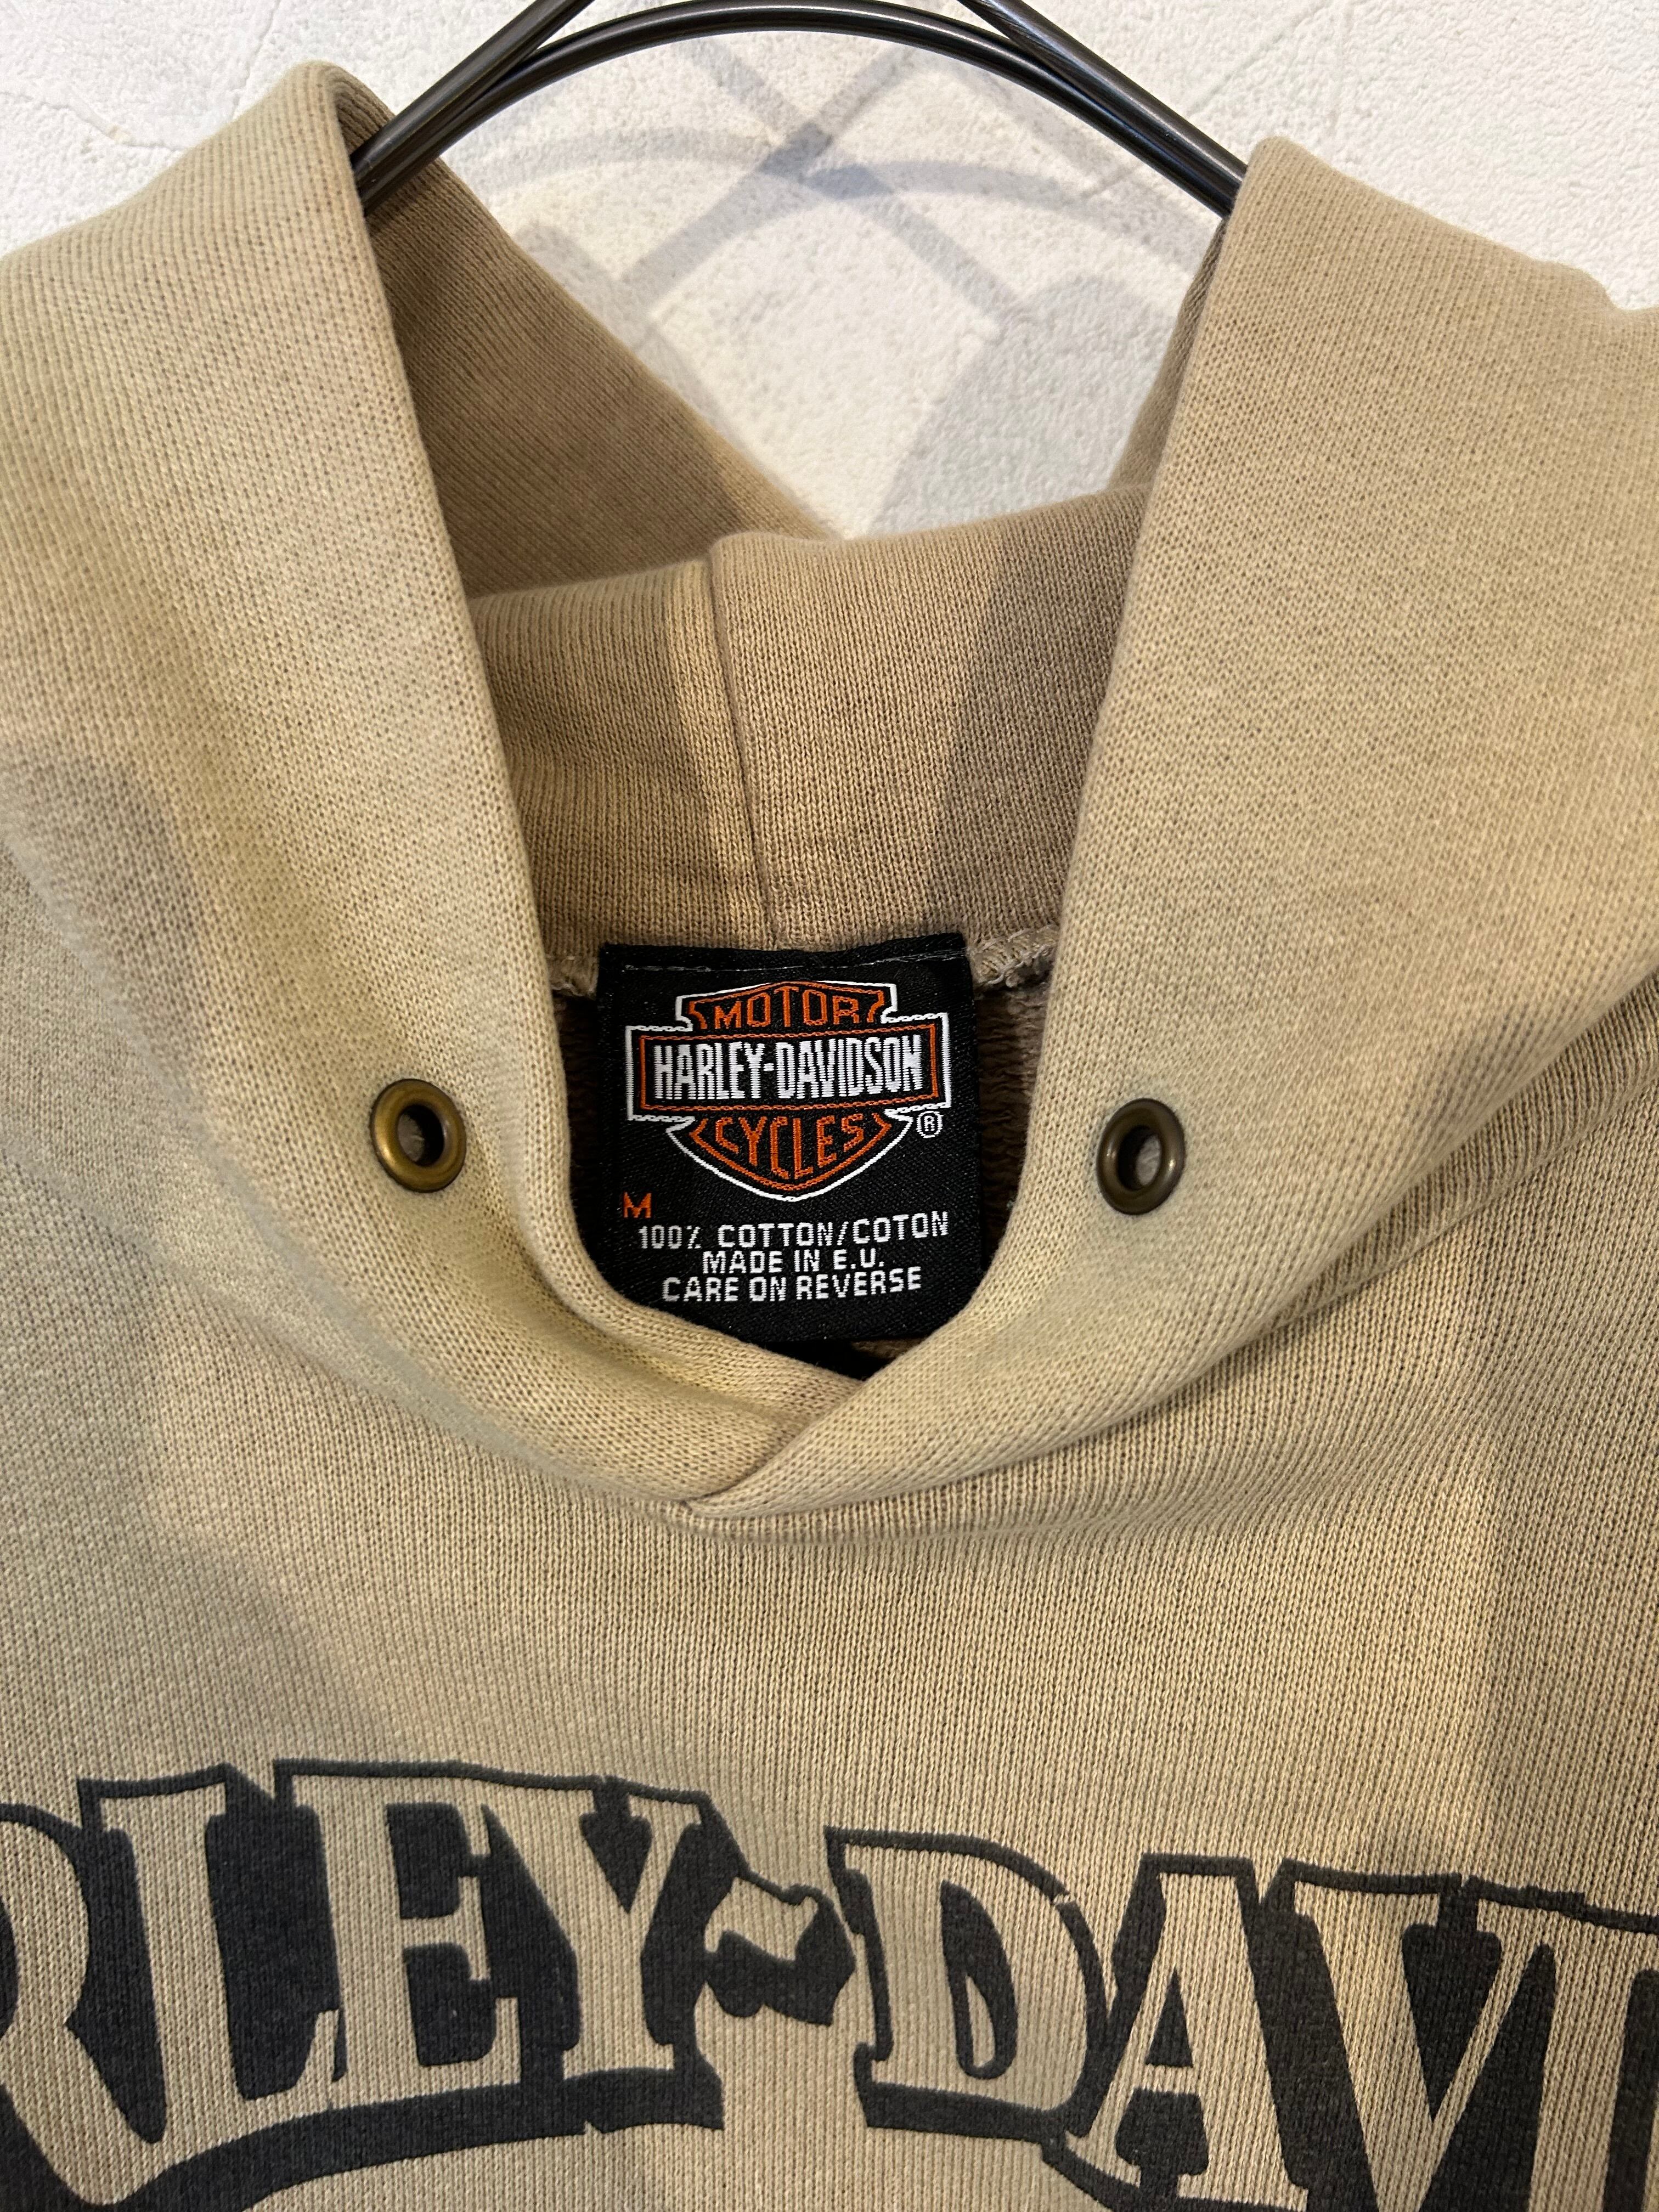 MOTOR
HARLEY-DAVIDSON
CYCLES ®
M
100% COTTON/COTON
MADE IN E.U.
CARE ON REVERSE
RLEY-DAVI